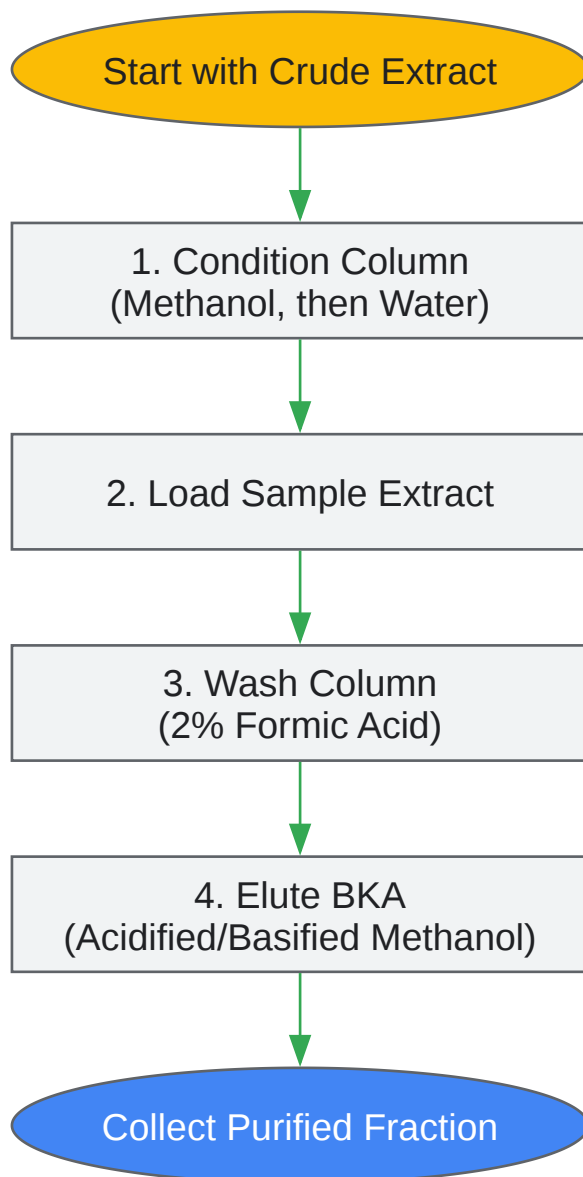 Start with Crude Extract
1. Condition Column
(Methanol, then Water)
2. Load Sample Extract
3. Wash Column
(2% Formic Acid)
4. Elute BKA
(Acidified/Basified Methanol)
Collect Purified Fraction